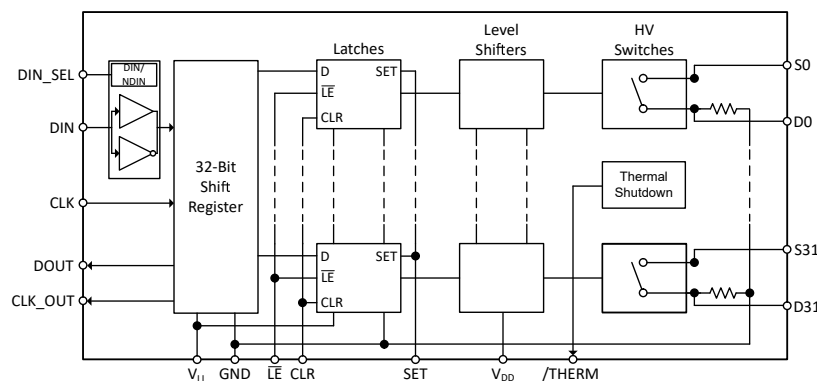 Latches
Level
Shifters
HV
Switches
DIN_SEL
DIN/
NDIN
DIN
CLK
DOUT
CLK_OUT
32-Bit
Shift
Register
D
SET
LE
CLR
S0
D0
Thermal
Shutdown
D
SET
LE
CLR
S31
D31
VLL
GND
LE
CLR
SET
VDD
/THERM